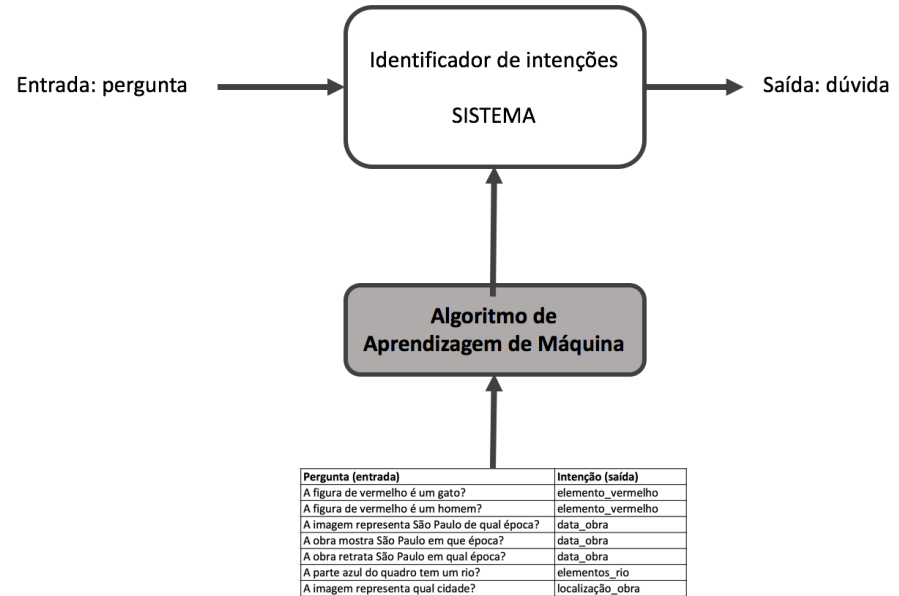 Identificador de intenções
Entrada: pergunta
SISTEMA
Saída: dúvida
Algoritmo de
Aprendizagem de Máquina
Pergunta (entrada) Intenção (saída)
A figura de vermelho é um gato? elemento_vermelho
A figura de vermelho é um homem? elemento_vermelho
A imagem representa São Paulo de qual época? data_obra
A obra mostra São Paulo em que época? data_obra
A obra retrata São Paulo em qual época? data_obra
A parte azul do quadro tem um rio? elementos_rio
A imagem representa qual cidade? localização_obra